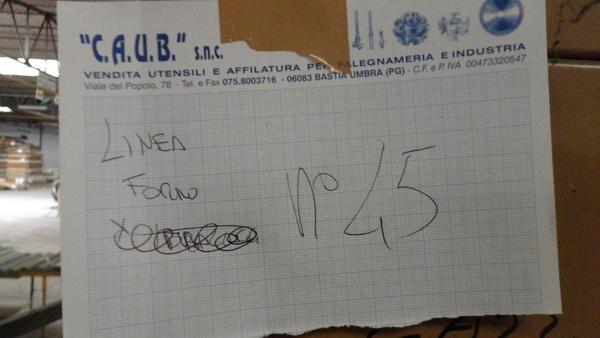 "C.A.U.B." s.n.c.
VENDITA UTENSILI E AFFILATURA PER FALEGNAMERIA E INDUSTRIA
Viale del Popolo, 78 - Tel. e Fax 075.8003716 - 06083 BASTIA UMBRA (PG) - C.F. e P. IVA 00473320547
LINEA
FORNO
N° 45